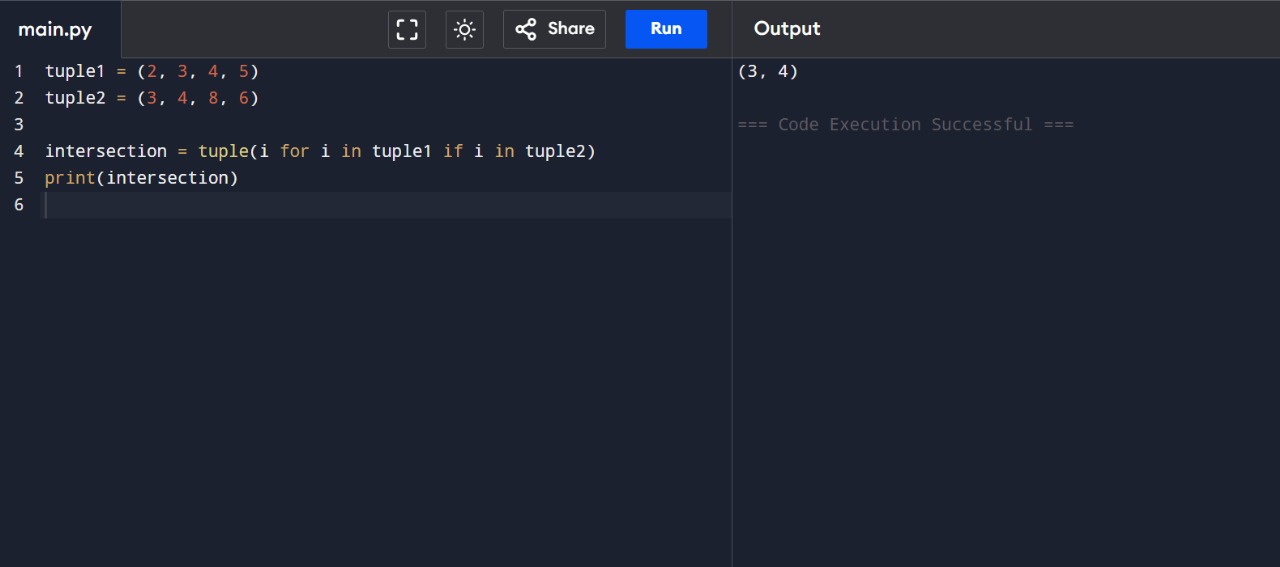 main.py Share Run Output
1 tuple1 = (2, 3, 4, 5)
2 tuple2 = (3, 4, 8, 6)
3
4 intersection = tuple(i for i in tuple1 if i in tuple2)
5 print(intersection)
6
(3, 4)
=== Code Execution Successful ===